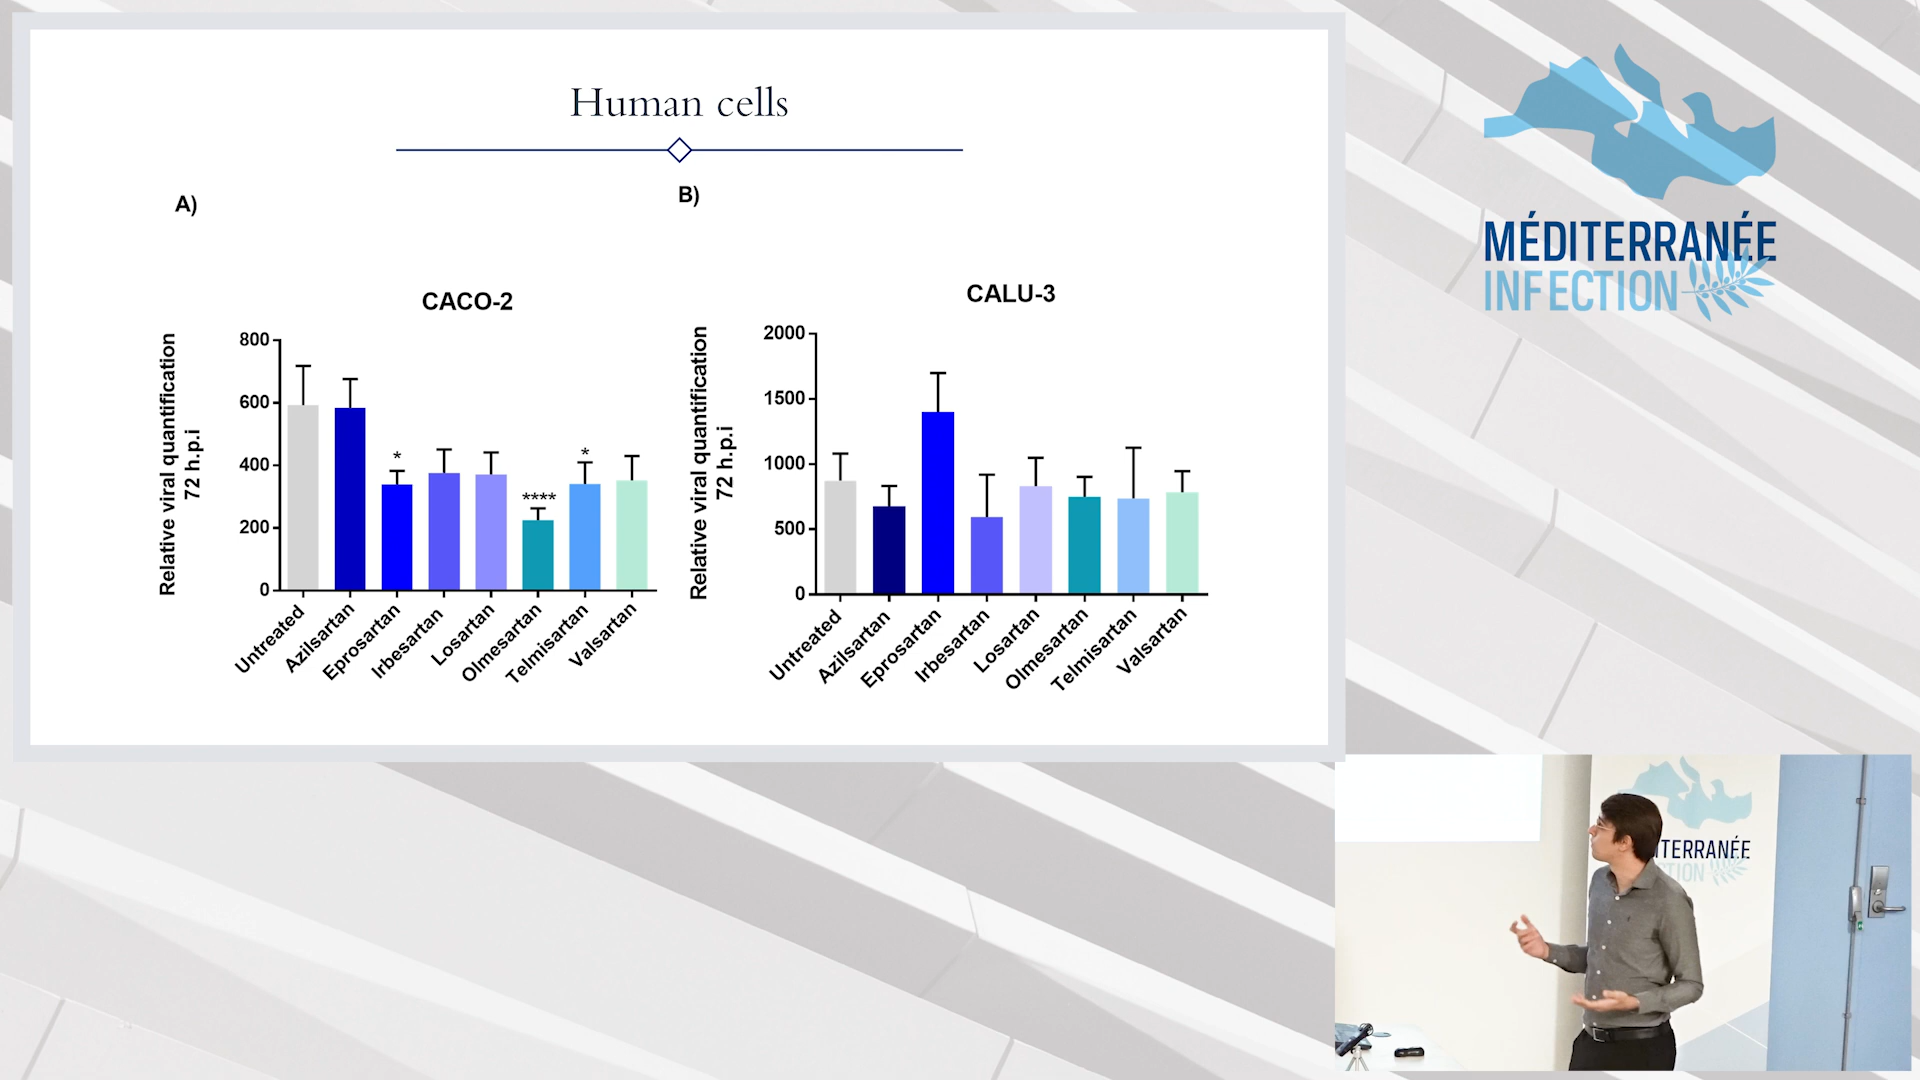 Human cells
A)
B)
CACO-2
800
600
400
200
0
Relative viral quantification
72 h.p.i
*
*
****
Untreated
Azilsartan
Eprosartan
Irbesartan
Losartan
Olmesartan
Telmisartan
Valsartan
CALU-3
2000
1500
1000
500
0
Relative viral quantification
72 h.p.i
Untreated
Azilsartan
Eprosartan
Irbesartan
Losartan
Olmesartan
Telmisartan
Valsartan
MÉDITERRANÉE
INFECTION
ITERRANÉE
TION